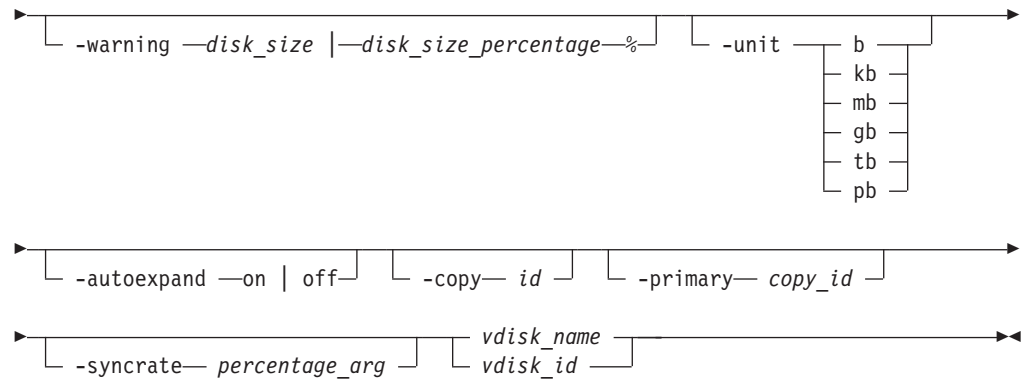 -warning disk_size | disk_size_percentage % -unit b
kb
mb
gb
tb
pb
-autoexpand on | off -copy id -primary copy_id
vdisk_name
-syncrate percentage_arg vdisk_id